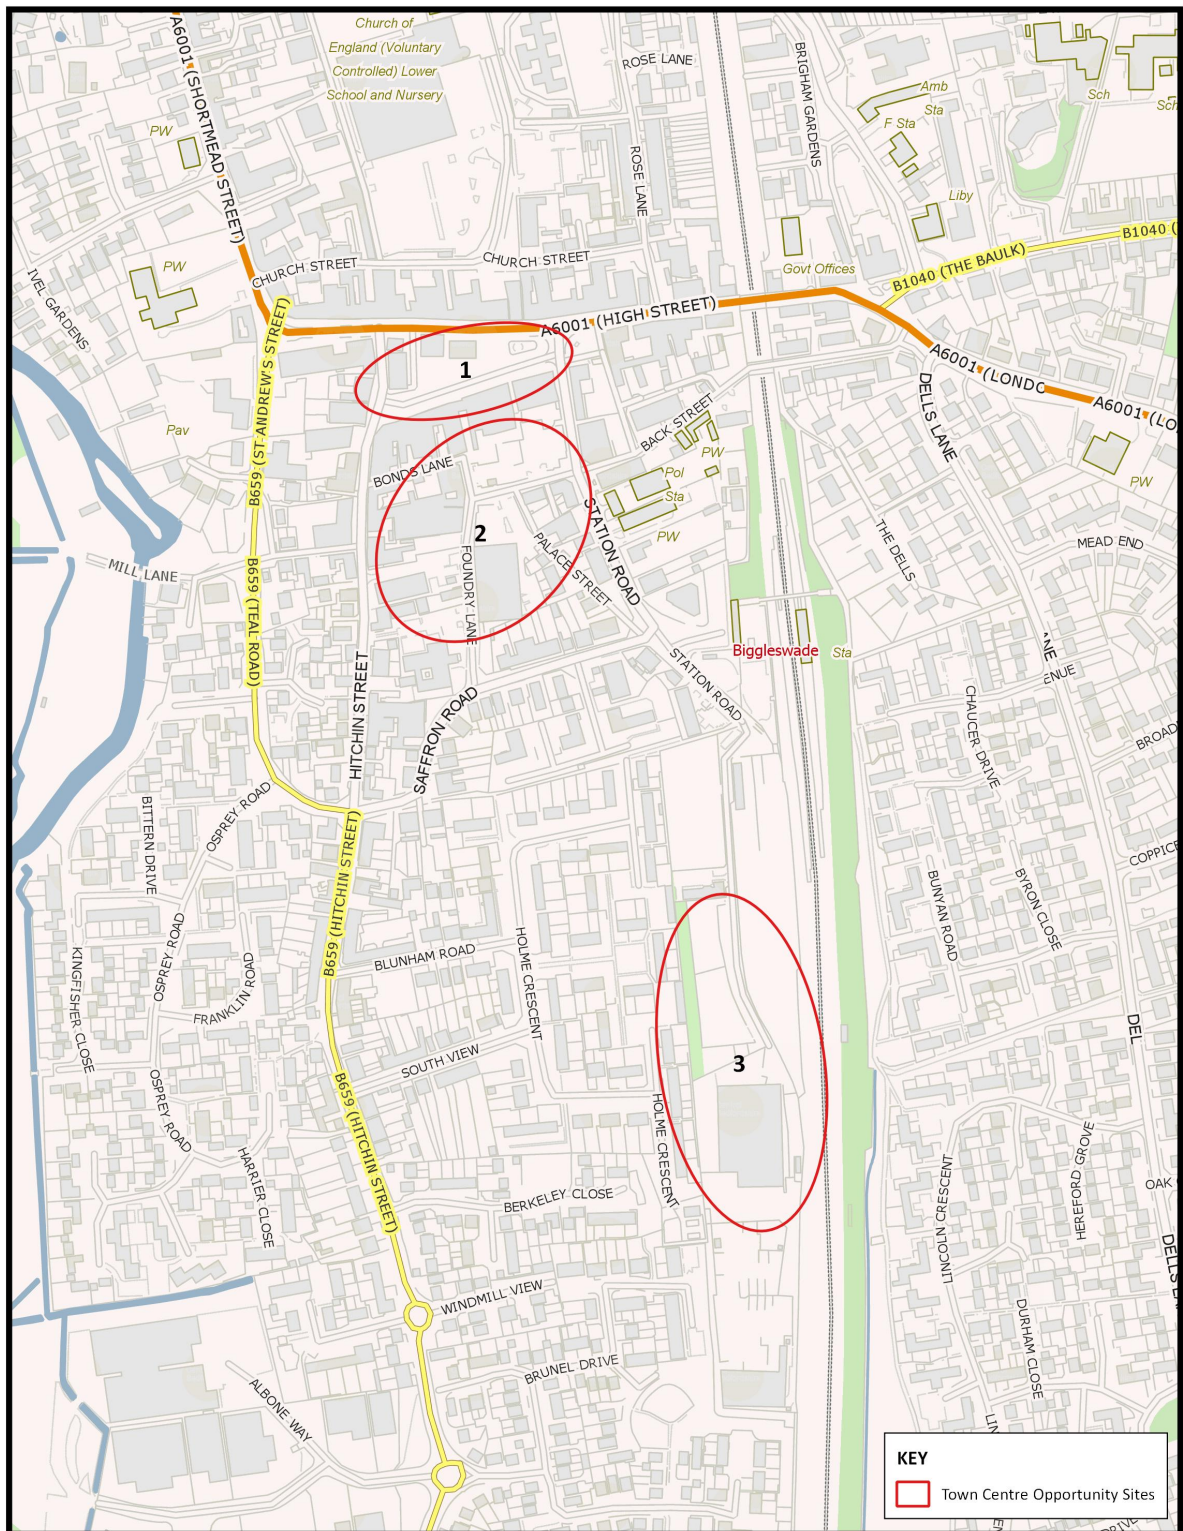 A6001 (SHORTMEAD STREET)
Church of
England (Voluntary
Controlled) Lower
School and Nursery
ROSE LANE
BRIGHAM GARDENS
Amb
Sta
F Sta
Sch
Sch
PW
ROSE LANE
Liby
B1040 (
B1040 (THE BAULK)
Govt Offices
CHURCH STREET
CHURCH STREET
PW
IVEL GARDENS
A6001 (HIGH STREET)
A6001 (LONDO
A6001 (LO
DELLS LANE
1
B659 (ST ANDREW'S STREET)
Pav
BACK STREET
PW
PW
BONDS LANE
Pol
Sta
PW
2
STATION ROAD
PALACE STREET
FOUNDRY LANE
THE DELLS
MEAD END
MILL LANE
B659 (TEAL ROAD)
Biggleswade
Sta
STATION ROAD
ANE
ENUE
HITCHIN STREET
SAFFRON ROAD
CHAUCER DRIVE
BROAD
OSPREY ROAD
BITTERN DRIVE
B659 (HITCHIN STREET)
COPPICE
BYRON CLOSE
BUNYAN ROAD
OSPREY ROAD
KINGFISHER CLOSE
FRANKLIN ROAD
BLUNHAM ROAD
HOLME CRESCENT
SOUTH VIEW
DEL
3
OSPREY ROAD
B659 (HITCHIN STREET)
HOLME CRESCENT
HARRIER CLOSE
BERKELEY CLOSE
LINCOLN CRESCENT
HEREFORD GROVE
OAK
DELLS LA
WINDMILL VIEW
DURHAM CLOSE
BRUNEL DRIVE
ALBONE WAY
LIN
KEY
Town Centre Opportunity Sites
EN
DRIVE